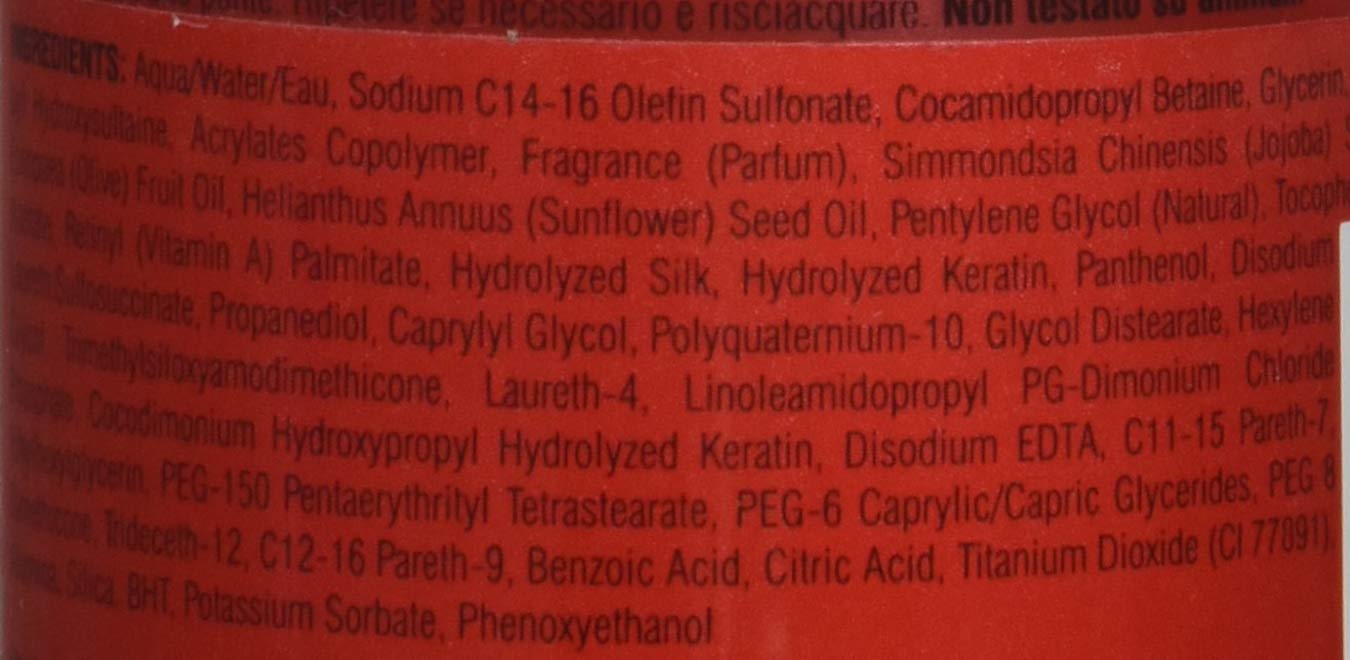 se necessario e risciacquare. Non testato su
INGREDIENTS: Aqua/Water/Eau, Sodium C14-16 Olefin Sulfonate, Cocamidopropyl Betaine, Glycerin,
Hydroxysultaine, Acrylates Copolymer, Fragrance (Parfum), Simmondsia Chinensis (Jojoba)
(Olive) Fruit Oil, Helianthus Annuus (Sunflower) Seed Oil, Pentylene Glycol (Natural), Tocoph
Retinyl (Vitamin A) Palmitate, Hydrolyzed Silk, Hydrolyzed Keratin, Panthenol, Disodium
Sulfosuccinate, Propanediol, Caprylyl Glycol, Polyquaternium-10, Glycol Distearate, Hexylene
Trimethylsiloxyamodimethicone, Laureth-4, Linoleamidopropyl PG-Dimonium Chloride
Cocodimonium Hydroxypropyl Hydrolyzed Keratin, Disodium EDTA, C11-15 Pareth-7,
PEG-150 Pentaerythrityl Tetrastearate, PEG-6 Caprylic/Capric Glycerides, PEG 8
Trideceth-12, C12-16 Pareth-9, Benzoic Acid, Citric Acid, Titanium Dioxide (CI 77891),
Silica, BHT, Potassium Sorbate, Phenoxyethanol